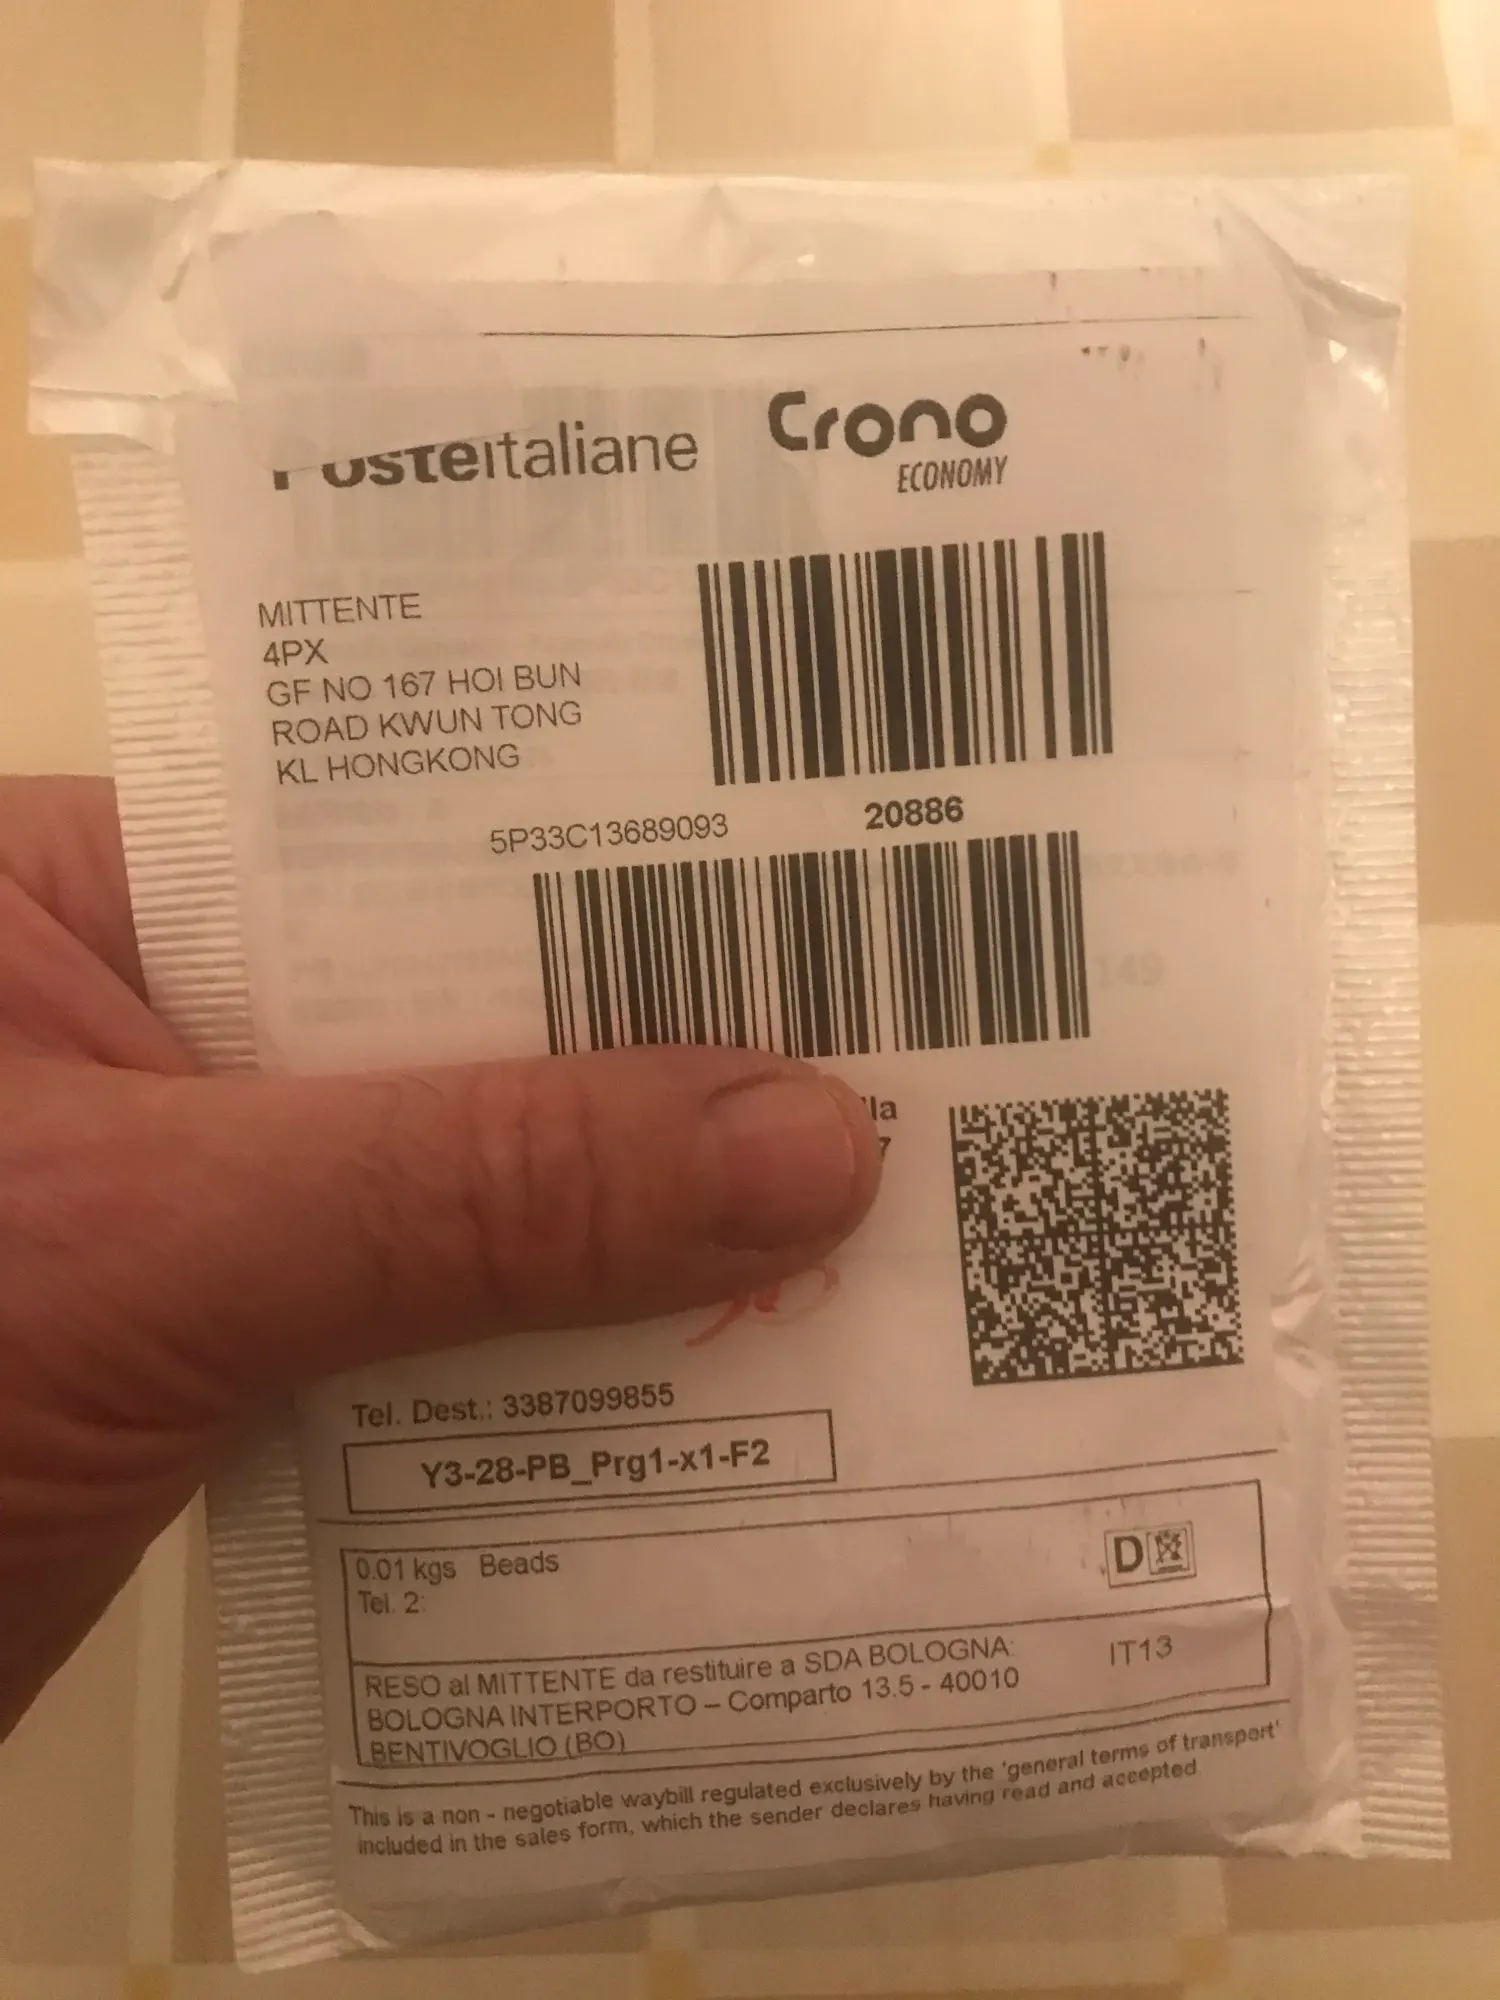 Posteitaliane
Crono
ECONOMY
MITTENTE
4PX
GF NO 167 HOI BUN
ROAD KWUN TONG
KL HONGKONG
5P33C13689093 20886
149
lla
7
Tel. Dest.: 3387099855
Y3-28-PB_Prg1-x1-F2
0.01 kgs Beads
Tel. 2:
D
RESO al MITTENTE da restituire a SDA BOLOGNA:
BOLOGNA INTERPORTO – Comparto 13.5 - 40010
BENTIVOGLIO (BO)
IT13
This is a non - negotiable waybill regulated exclusively by the 'general terms of transport'
included in the sales form, which the sender declares having read and accepted.